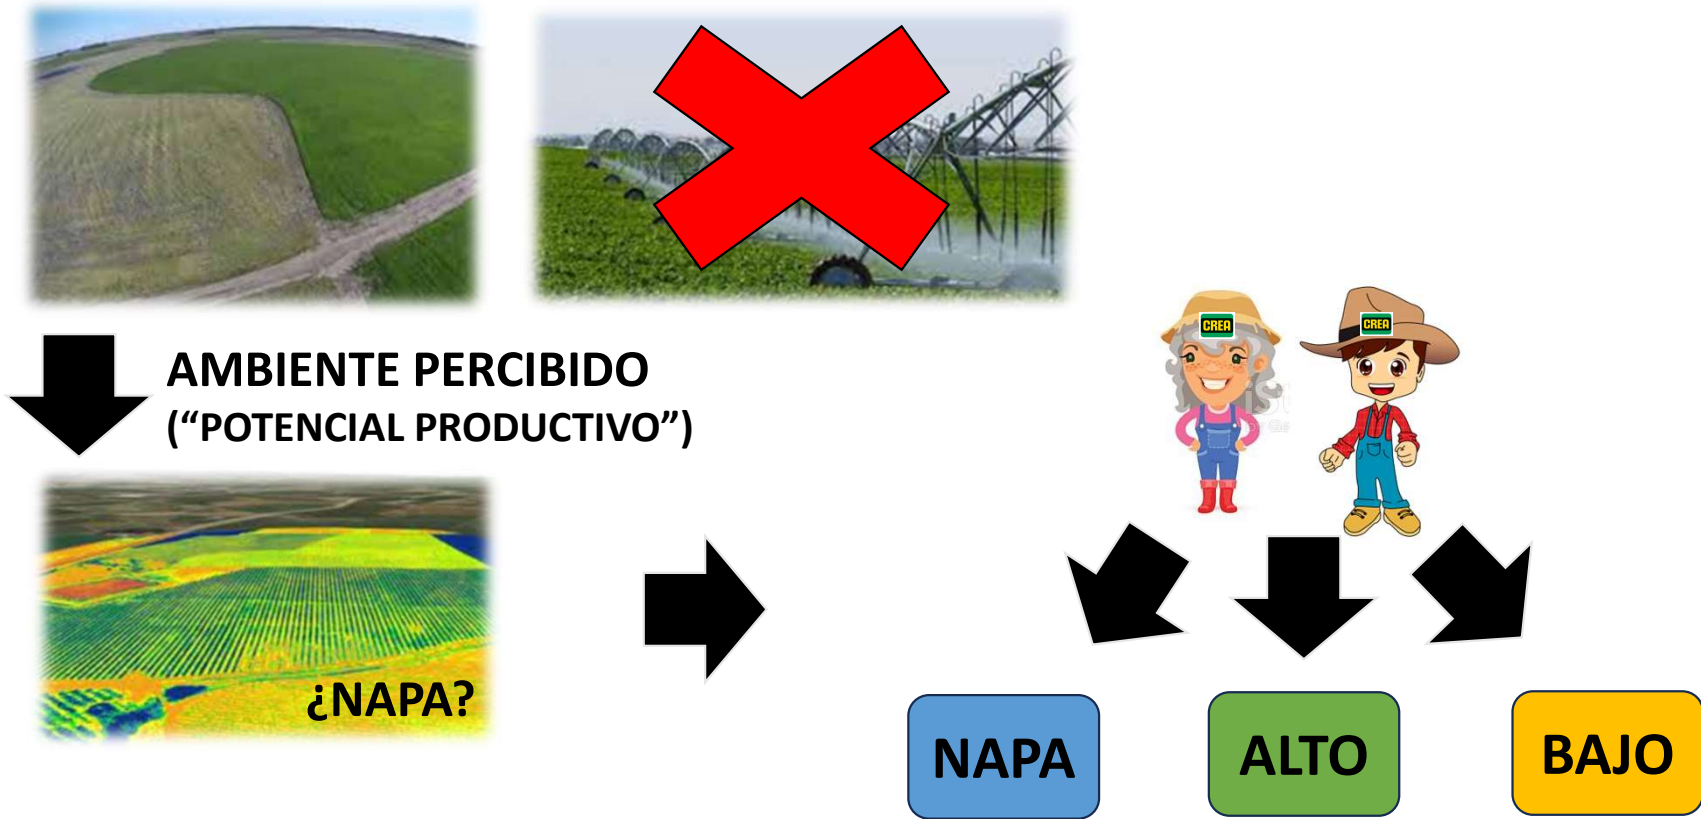 CREA
CREA
AMBIENTE PERCIBIDO
(“POTENCIAL PRODUCTIVO”)
¿NAPA?
NAPA
ALTO
BAJO